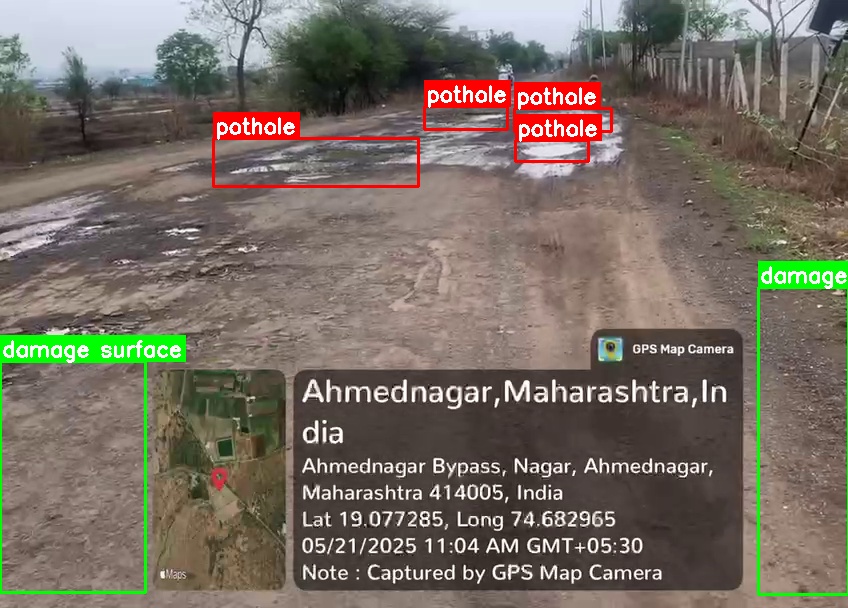 pothole
pothole
pothole
pothole
damage
damage surface
GPS Map Camera
Ahmednagar,Maharashtra,In
dia
Ahmednagar Bypass, Nagar, Ahmednagar,
Maharashtra 414005, India
Lat 19.077285, Long 74.682965
05/21/2025 11:04 AM GMT+05:30
Note : Captured by GPS Map Camera
Maps